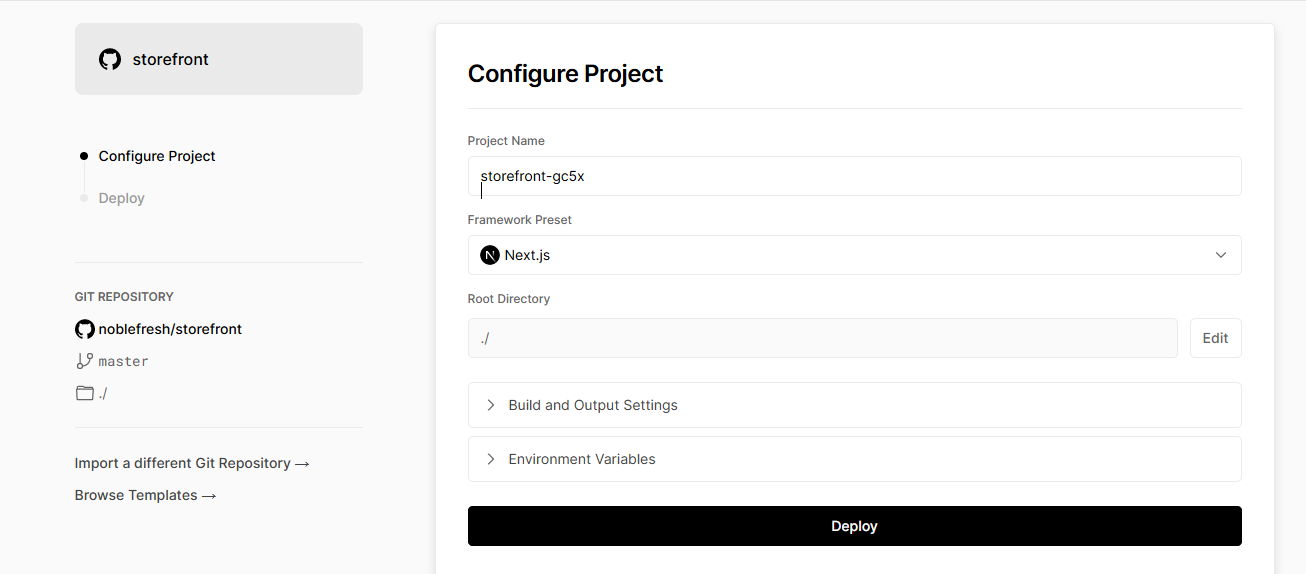 storefront
Configure Project
Deploy
GIT REPOSITORY
noblefresh/storefront
master
./
Import a different Git Repository →
Browse Templates →
Configure Project
Project Name
storefront-gc5x
Framework Preset
N Next.js
Root Directory
./
Edit
Build and Output Settings
Environment Variables
Deploy